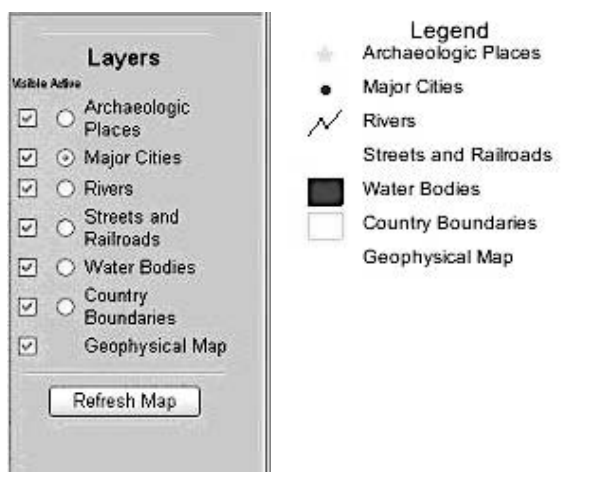 Layers
Visible Active
Archaeologic
Places
Major Cities
Rivers
Streets and
Railroads
Water Bodies
Country
Boundaries
Geophysical Map
Refresh Map
Legend
Archaeologic Places
Major Cities
Rivers
Streets and Railroads
Water Bodies
Country Boundaries
Geophysical Map